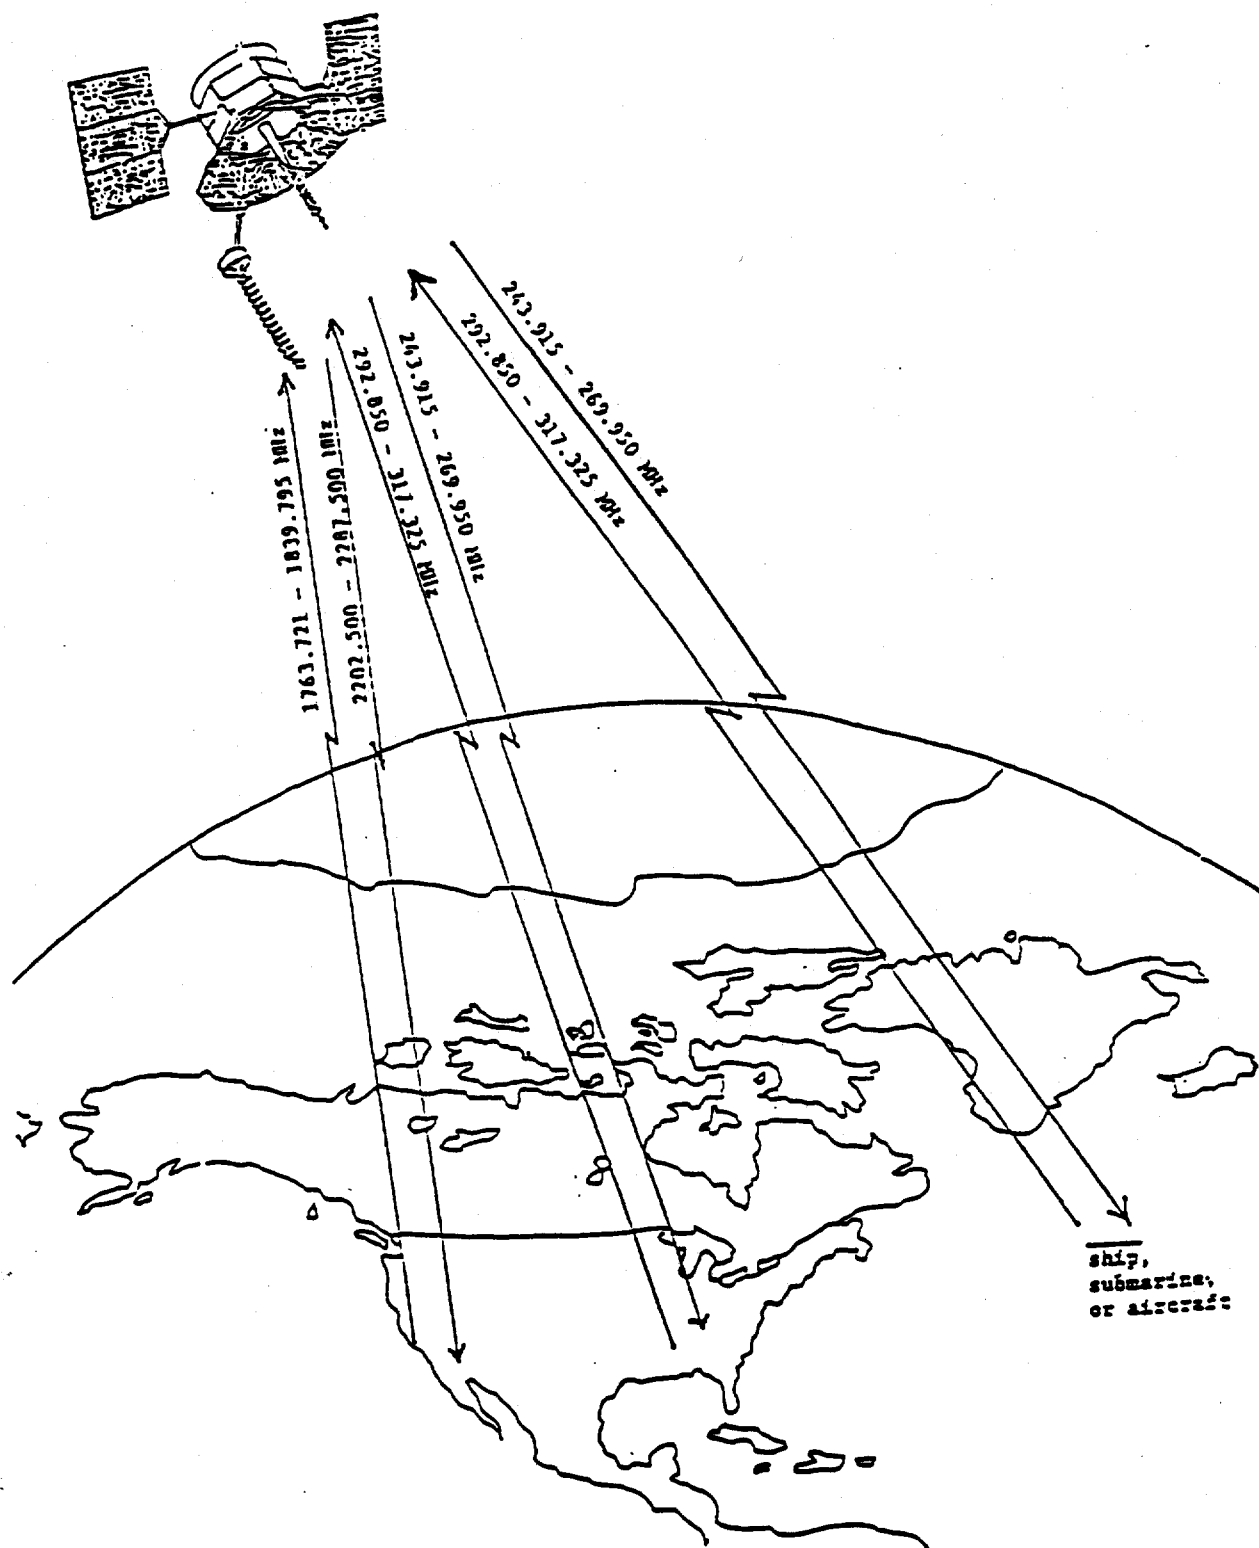 1763.721 - 1839.795 MHz
2202.500 - 2287.500 MHz
292.850 - 317.325 MHz
243.915 - 269.950 MHz
292.850 - 317.325 MHz
243.915 - 269.950 MHz
ship,
submarine,
or aircraft